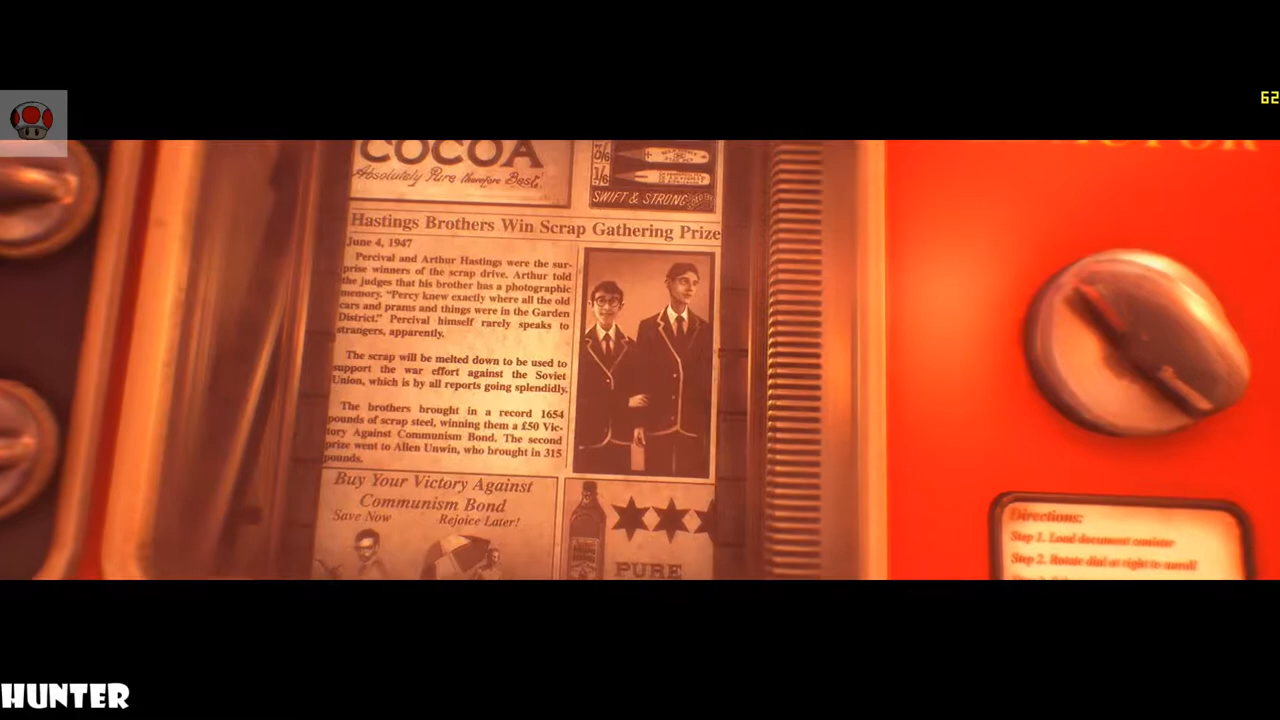 62
COCOA
Absolutely Pure therefore Best.
0/6
1/6
SWIFT & STRONG
Hastings Brothers Win Scrap Gathering Prize
June 4, 1947
Percival and Arthur Hastings were the sur-
prise winners of the scrap drive. Arthur told
the judges that his brother has a photographic
memory. "Percy knew exactly where all the old
cars and prams and things were in the Garden
District." Percival himself rarely speaks to
strangers, apparently.
The scrap will be melted down to be used to
support the war effort against the Soviet
Union, which is by all reports going splendidly.
The brothers brought in a record 1654
pounds of scrap steel, winning them a £50 Vic-
tory Against Communism Bond. The second
prize went to Allen Unwin, who brought in 315
pounds.
Buy Your Victory Against
Communism Bond
Save Now
Rejoice Later!
PURE
Directions:
Step 1. Load document canister
Step 2. Rotate dial at right to unroll
HUNTER